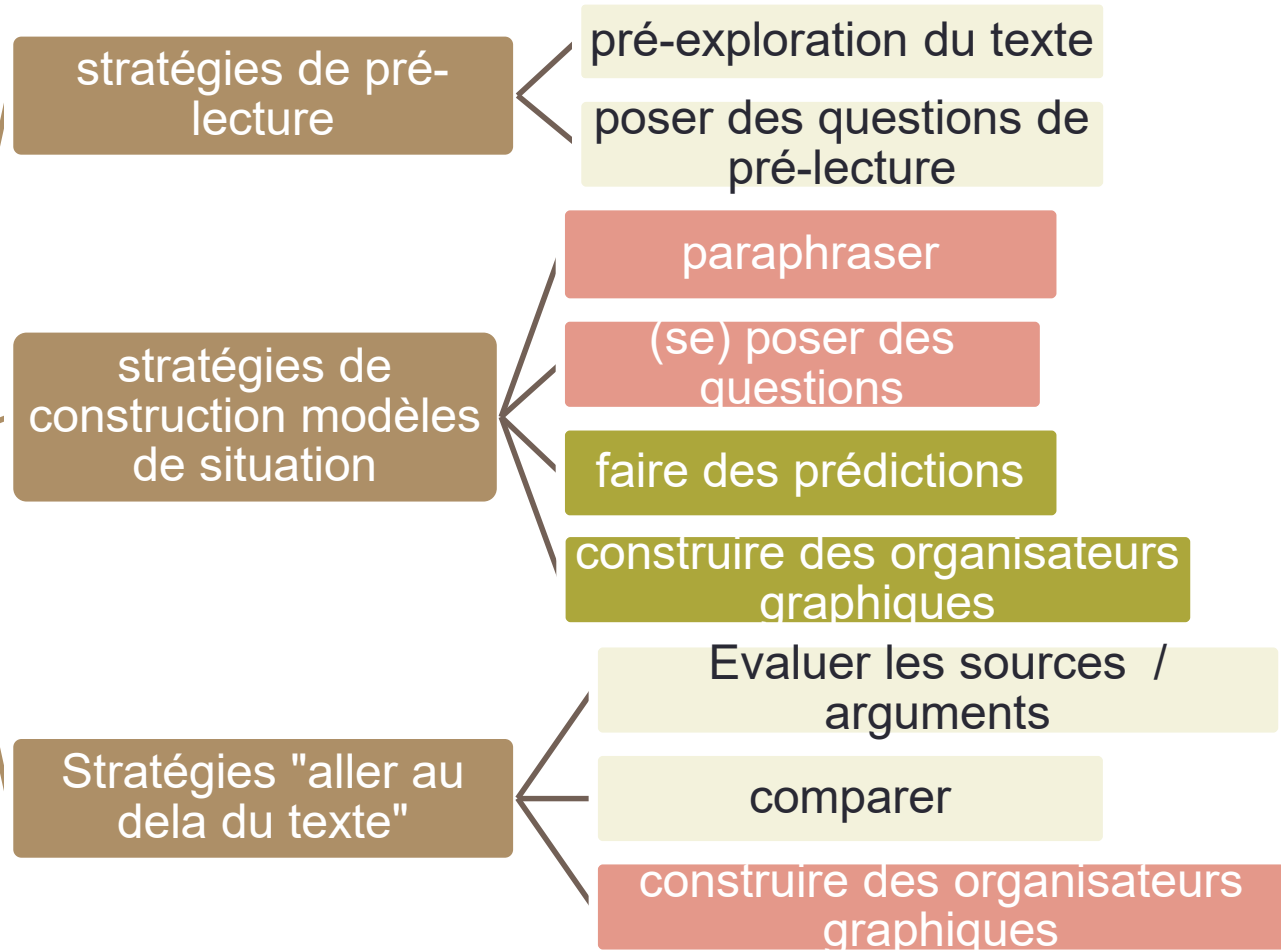 stratégies de pré-
lecture
pré-exploration du texte
poser des questions de
pré-lecture
stratégies de
construction modèles
de situation
paraphraser
(se) poser des
questions
faire des prédictions
construire des organisateurs
graphiques
Stratégies "aller au
dela du texte"
Evaluer les sources  /
arguments
comparer
construire des organisateurs
graphiques